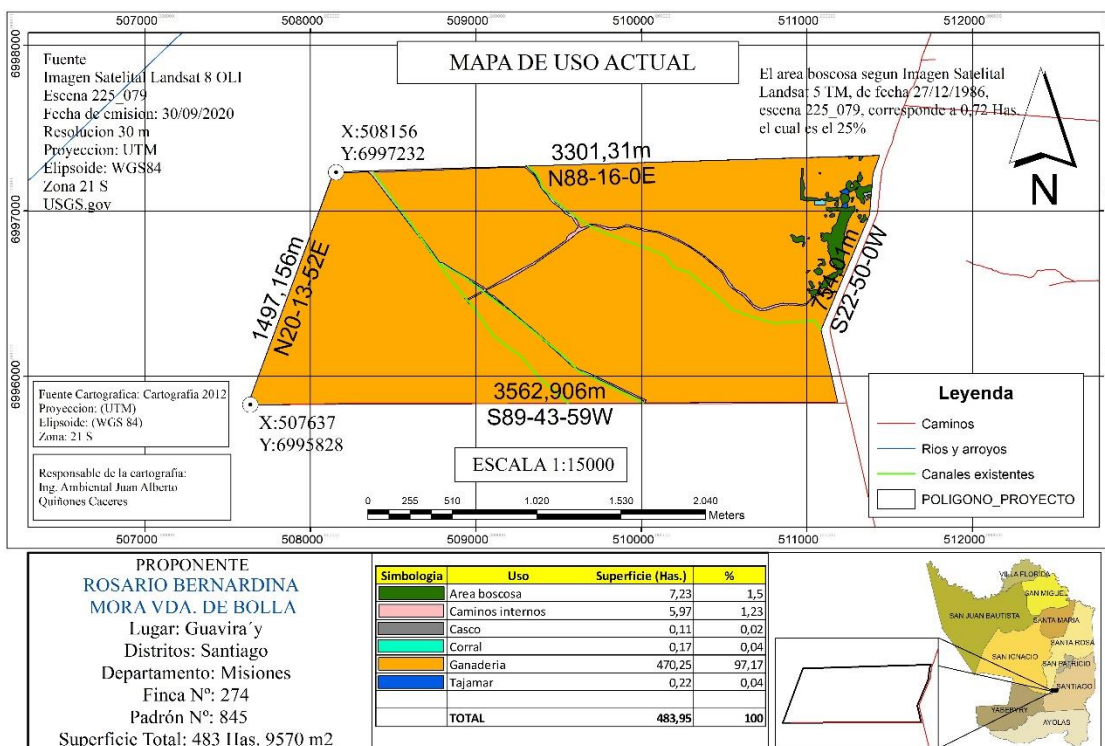 507000 508000 509000 510000 511000 512000
6998000
6997000
6996000
Fuente
Imagen Satelital Landsat 8 OLI
Escena 225_079
Fecha de emision: 30/09/2020
Resolucion 30 m
Proyeccion: UTM
Elipsoide: WGS84
Zona 21 S
USGS.gov
MAPA DE USO ACTUAL
El area boscosa segun Imagen Satelital
Landsat 5 TM, de fecha 27/12/1986,
escena 225_079, corresponde a 0,72 Has.
el cual es el 25%
N
X:508156
Y:6997232
3301,31m
N88-16-0E
1497,156m
N20-13-52E
754,01m
S22-50-0W
3562,906m
S89-43-59W
X:507637
Y:6995828
Fuente Cartografica: Cartografia 2012
Proyeccion: (UTM)
Elipsoide: (WGS 84)
Zona: 21 S
Responsable de la cartografia:
Ing. Ambiental Juan Alberto
Quiñones Caceres
ESCALA 1:15000
0 255 510 1.020 1.530 2.040
Meters
Leyenda
Caminos
Rios y arroyos
Canales existentes
POLIGONO_PROYECTO
507000 508000 509000 510000 511000 512000
PROPONENTE
ROSARIO BERNARDINA
MORA VDA. DE BOLLA
Lugar: Guavira´y
Distritos: Santiago
Departamento: Misiones
Finca Nº: 274
Padrón Nº: 845
Superficie Total: 483 Has. 9570 m2
Simbologia Uso Superficie (Has.) %
Area boscosa 7,23 1,5
Caminos internos 5,97 1,23
Casco 0,11 0,02
Corral 0,17 0,04
Ganaderia 470,25 97,17
Tajamar 0,22 0,04
TOTAL 483,95 100
VILLA FLORIDA
SAN MIGUEL
SAN JUAN BAUTISTA
SANTA MARIA
SANTA ROSA
SAN IGNACIO
SAN PATRICIO
SANTIAGO
YABEBYRY
AYOLAS